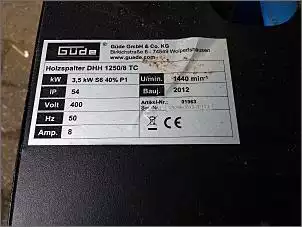 Güde
Güde GmbH & Co. KG
Birkichstraße 6 - 74549 Wolpertshausen
www.guede.com
Holzspalter DHH 1250/8 TC
kW 3,5 kW S6 40% P1 U/min. 1440 min⁻¹
IP 54 Bauj. 2012
Volt 400 Artikel-Nr.: 01963
Hz 50
Amp. 8
CE